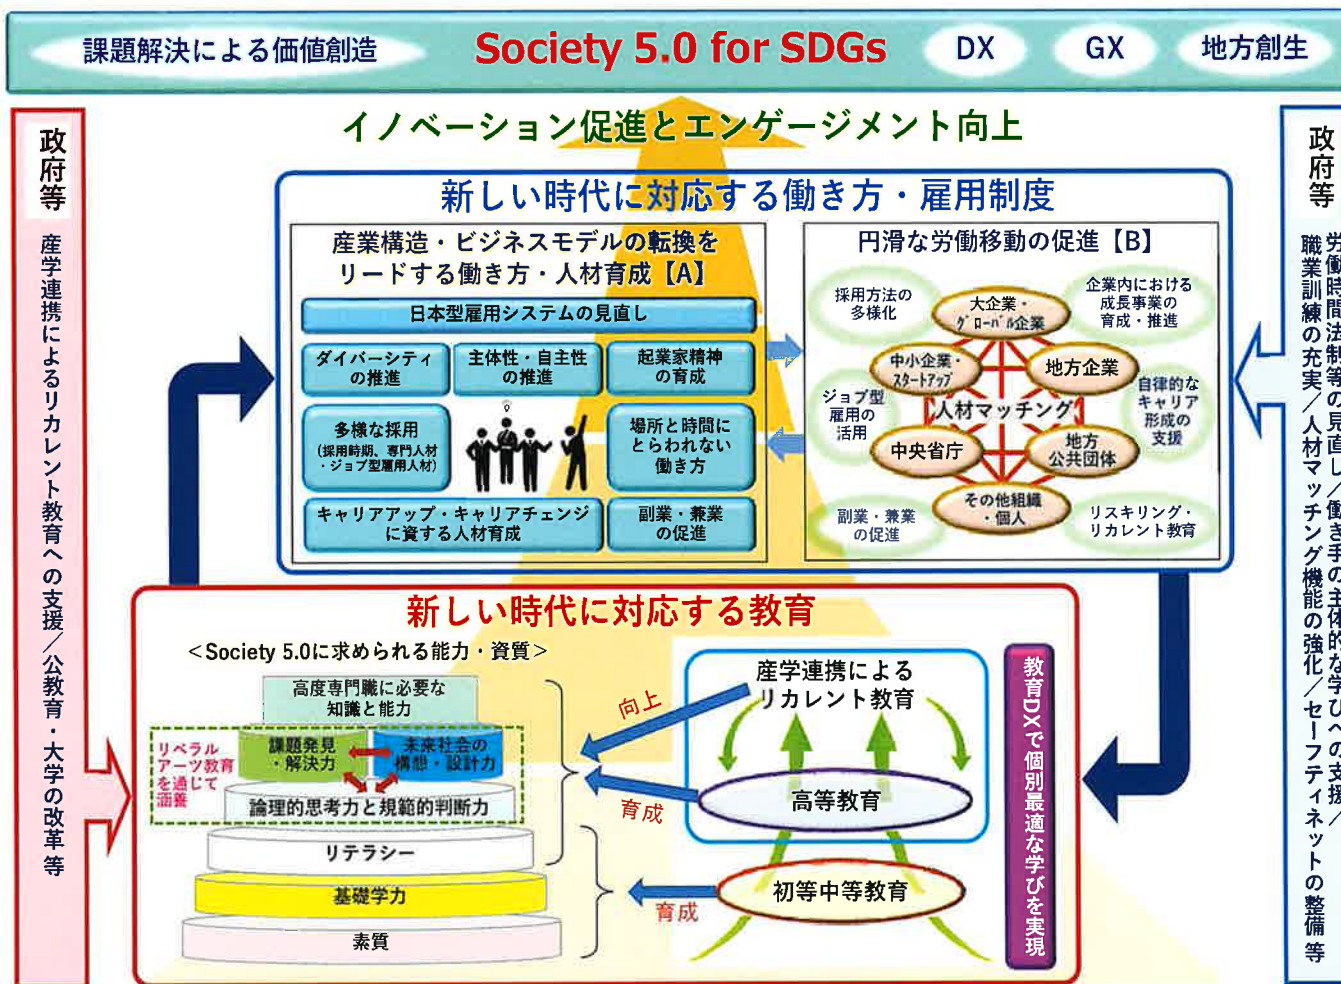 課題解決による価値創造
Society 5.0 for SDGs
DX
GX
地方創生
イノベーション促進とエンゲージメント向上
政府等
産学連携によるリカレント教育への支援／公教育・大学の改革 等
新しい時代に対応する働き方・雇用制度
産業構造・ビジネスモデルの転換を
リードする働き方・人材育成【A】
日本型雇用システムの見直し
ダイバーシティ
の推進
主体性・自主性
の推進
起業家精神
の育成
多様な採用
(採用時期、専門人材
・ジョブ型雇用人材)
場所と時間に
とらわれない
働き方
キャリアアップ・キャリアチェンジ
に資する人材育成
副業・兼業
の促進
円滑な労働移動の促進【B】
採用方法の
多様化
大企業・
グローバル企業
企業内における
成長事業の
育成・推進
中小企業・
スタートアップ
地方企業
ジョブ型
雇用の
活用
人材マッチング
自律的な
キャリア
形成の
支援
中央省庁
地方
公共団体
その他組織
・個人
副業・兼業
の促進
リスキリング・
リカレント教育
政府等
労働時間法制等の見直し／働き手の主体的な学びへの支援／
職業訓練の充実／人材マッチング機能の強化／セーフティネットの整備 等
新しい時代に対応する教育
＜Society 5.0に求められる能力・資質＞
高度専門職に必要な
知識と能力
リベラル
アーツ教育
を通じて
涵養
課題発見
・解決力
未来社会の
構想・設計力
論理的思考力と規範的判断力
リテラシー
基礎学力
素質
向上
育成
育成
産学連携による
リカレント教育
高等教育
初等中等教育
教育DXで個別最適な学びを実現